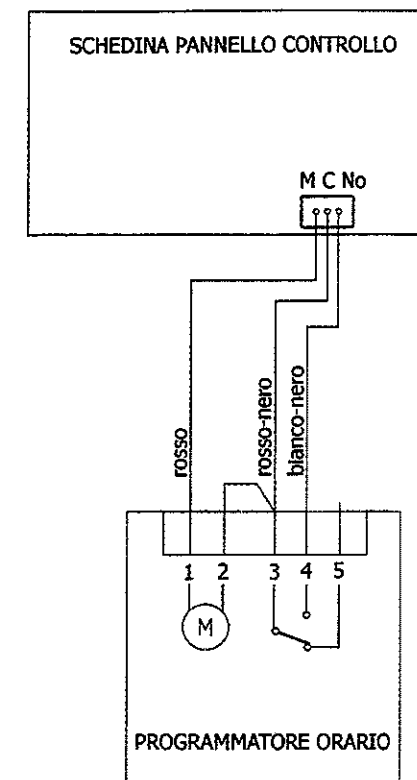 SCHEDINA PANNELLO CONTROLLO
M C No
rosso
rosso-nero
bianco-nero
1 2 3 4 5
M
PROGRAMMATORE ORARIO